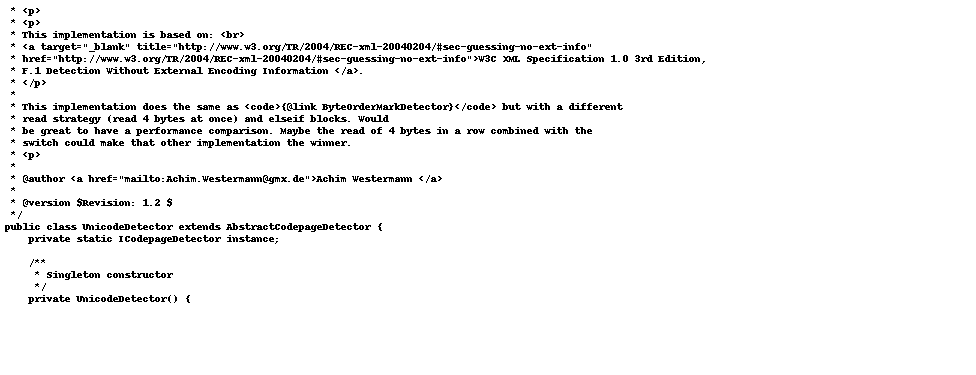 * <p>
 * <p>
 * This implementation is based on: <br>
 * <a target="_blank" title="http://www.w3.org/TR/2004/REC-xml-20040204/#sec-guessing-no-ext-info"
 * href="http://www.w3.org/TR/2004/REC-xml-20040204/#sec-guessing-no-ext-info">W3C XML Specification 1.0 3rd Edition,
 * F.1 Detection Without External Encoding Information </a>.
 * </p>
 *
 * This implementation does the same as <code>{@link ByteOrderMarkDetector}</code> but with a different
 * read strategy (read 4 bytes at once) and elseif blocks. Would
 * be great to have a performance comparison. Maybe the read of 4 bytes in a row combined with the
 * switch could make that other implementation the winner.
 * <p>
 *
 * @author <a href="mailto:Achim.Westermann@gmx.de">Achim Westermann </a>
 *
 * @version $Revision: 1.2 $
 */
public class UnicodeDetector extends AbstractCodepageDetector {
    private static ICodepageDetector instance;

    /**
     * Singleton constructor
     */
    private UnicodeDetector() {